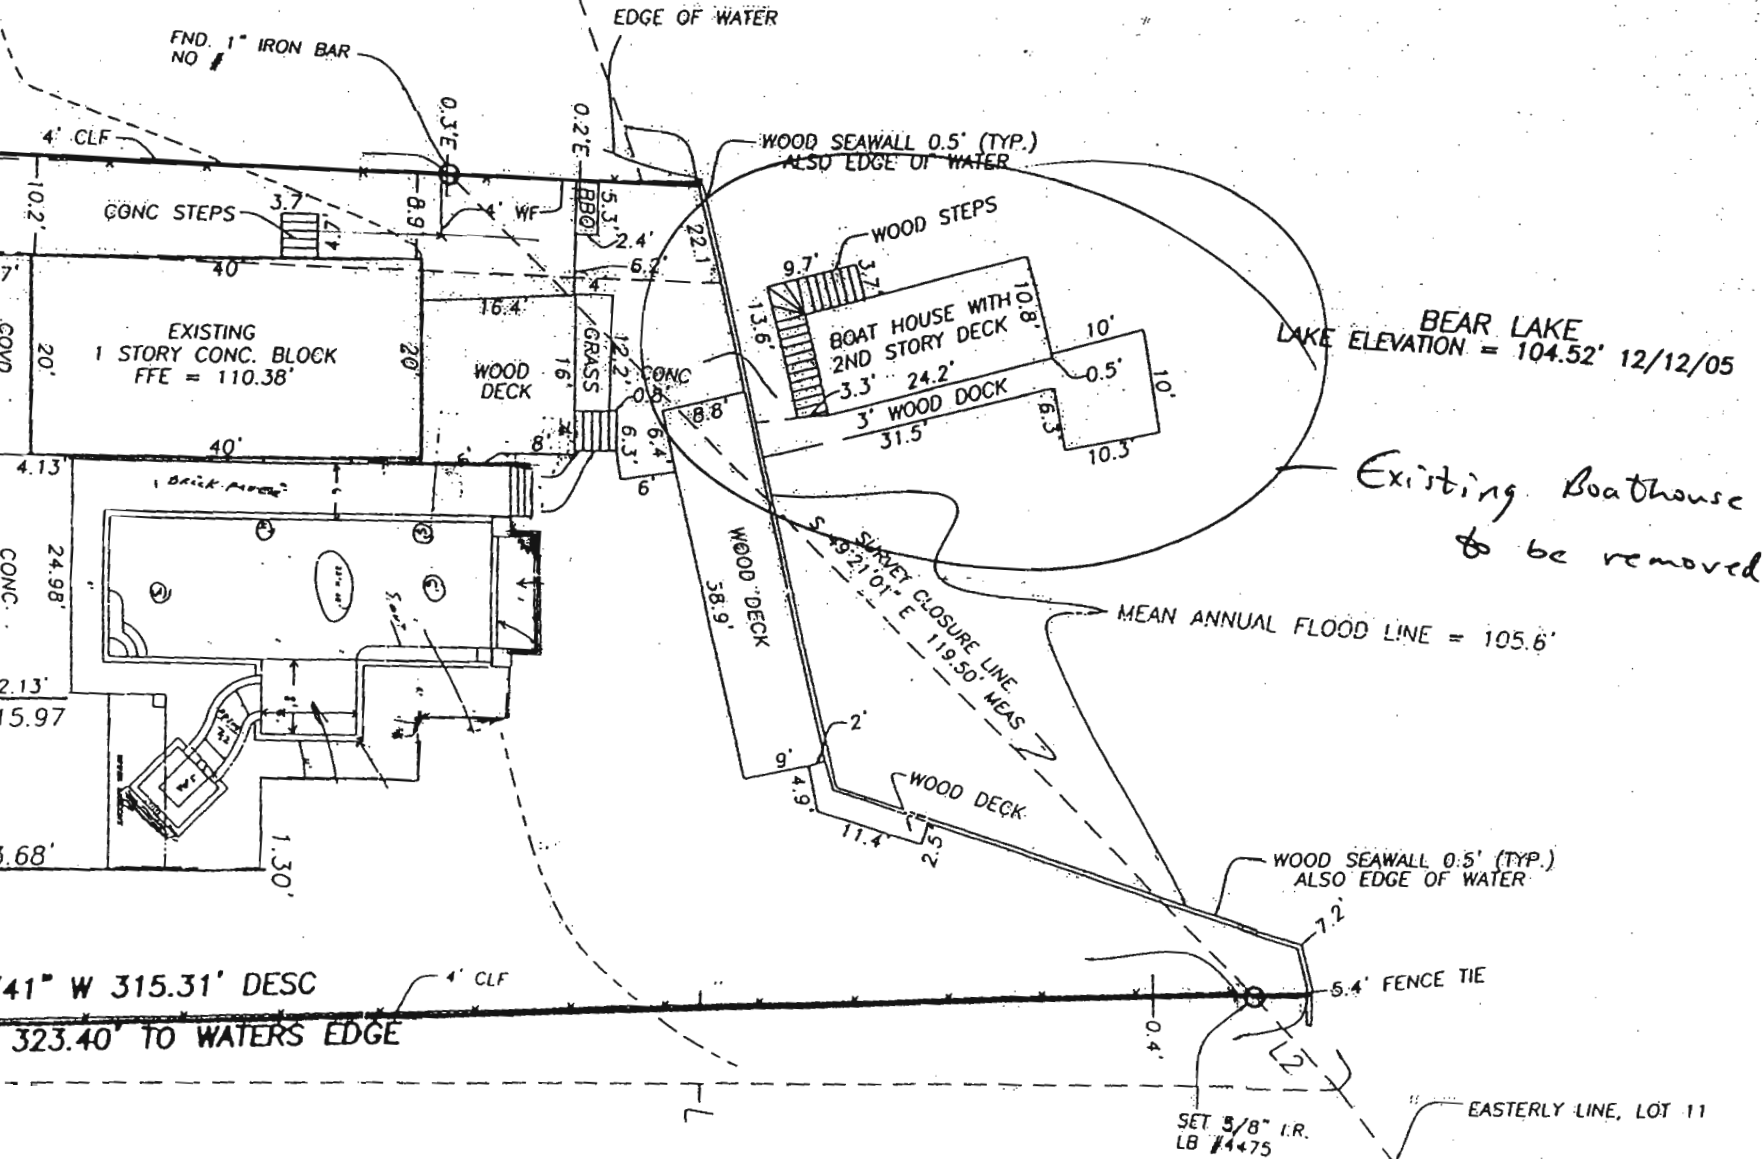 EDGE OF WATER
FND. 1" IRON BAR
NO #
4' CLF
0.3'E
0.2'E
WOOD SEAWALL 0.5' (TYP.)
ALSO EDGE OF WATER
10.2'
CONC STEPS
3.7'
4.7'
8.9'
4' WF
BBQ
5.3'
2.4'
22.1'
WOOD STEPS
9.7'
3.7'
7'
40'
6.2'
4'
16.4'
13.6'
BOAT HOUSE WITH
2ND STORY DECK
10.8'
10'
BEAR LAKE
LAKE ELEVATION = 104.52' 12/12/05
COVD
20'
EXISTING
1 STORY CONC. BLOCK
FFE = 110.38'
20'
WOOD
DECK
16'
GRASS
12.2'
CONC
0.8'
8.8'
3.3'
24.2'
0.5'
10'
3' WOOD DOCK
31.5'
6.3'
10.3'
40'
8'
4'
6.3'
6.4'
6'
4.13'
Existing Boathouse
to be removed
CONC
24.98'
WOOD DECK
38.9'
SURVEY CLOSURE LINE
S 49°21'01" E 119.50' MEAS
MEAN ANNUAL FLOOD LINE = 105.6'
2.13'
15.97
2'
9'
4.9'
WOOD DECK
11.4'
2.5'
3.68'
1.30'
WOOD SEAWALL 0.5' (TYP.)
ALSO EDGE OF WATER
7.2'
41" W 315.31' DESC
4' CLF
5.4' FENCE TIE
323.40' TO WATERS EDGE
0.4'
L2
SET 5/8" I.R.
LB #4475
EASTERLY LINE, LOT 11